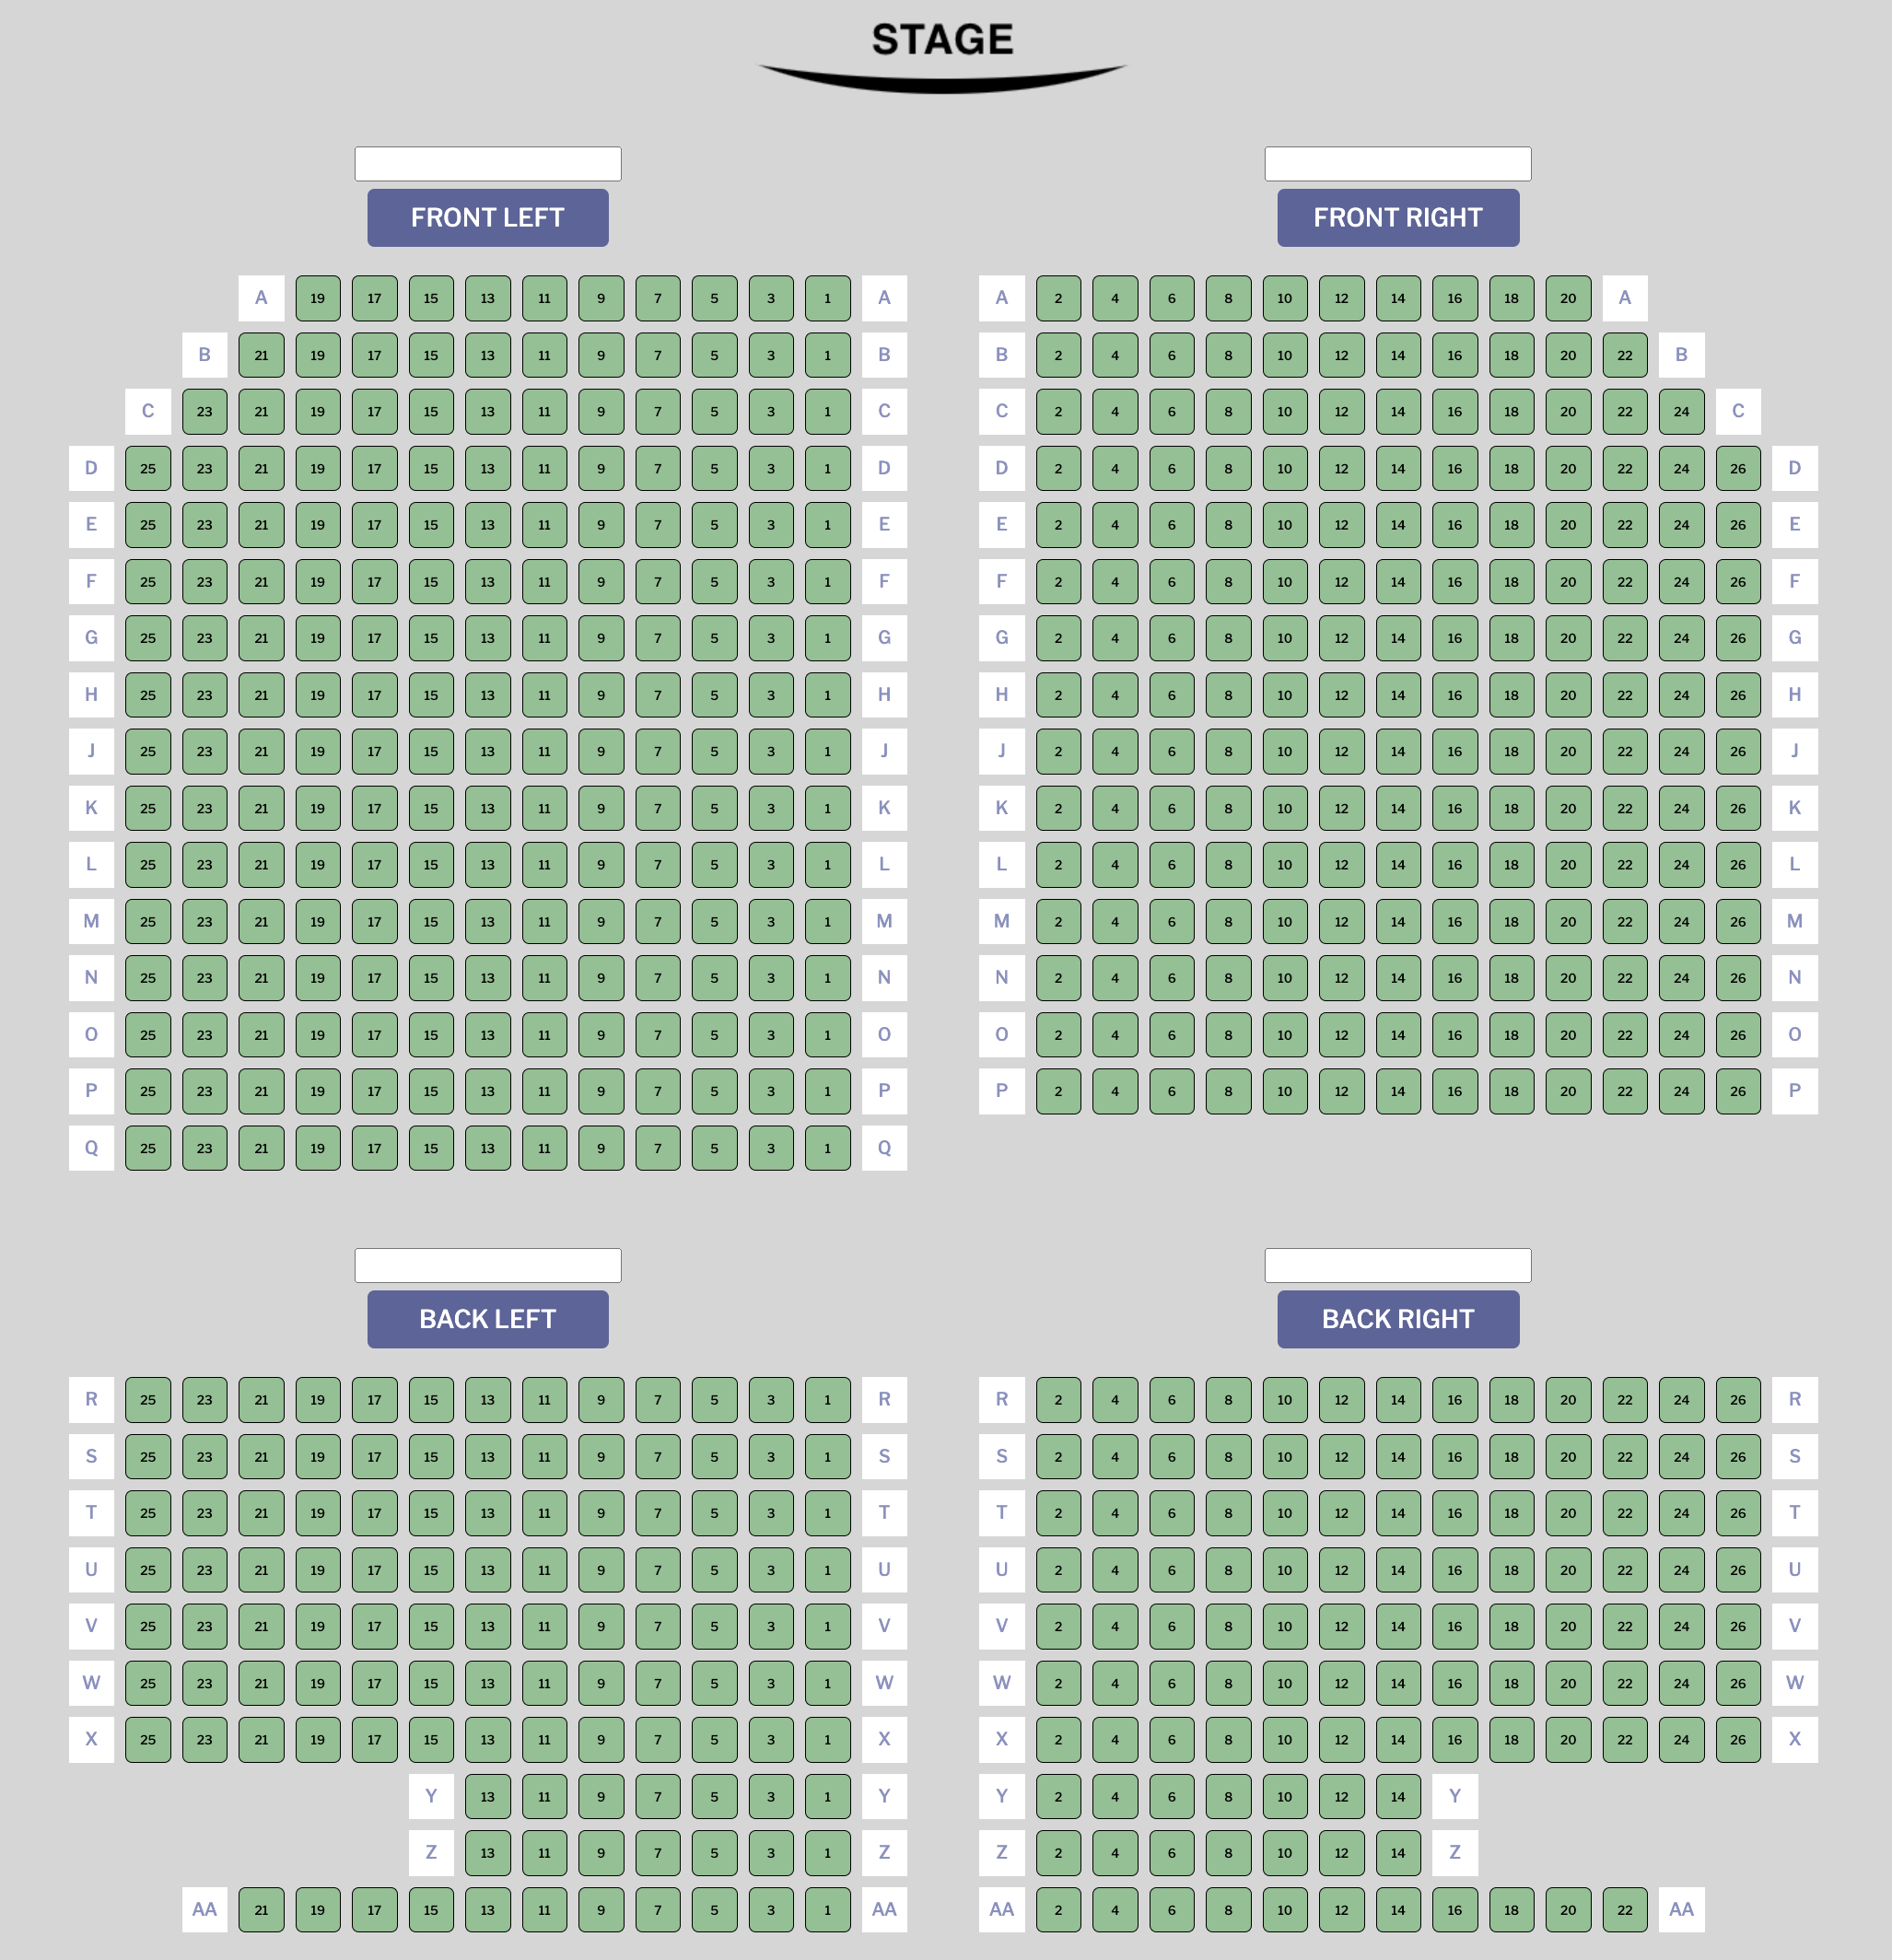 STAGE
FRONT LEFT FRONT RIGHT
A 19 17 15 13 11 9 7 5 3 1 A A 2 4 6 8 10 12 14 16 18 20 A
B 21 19 17 15 13 11 9 7 5 3 1 B B 2 4 6 8 10 12 14 16 18 20 22 B
C 23 21 19 17 15 13 11 9 7 5 3 1 C C 2 4 6 8 10 12 14 16 18 20 22 24 C
D 25 23 21 19 17 15 13 11 9 7 5 3 1 D D 2 4 6 8 10 12 14 16 18 20 22 24 26 D
E 25 23 21 19 17 15 13 11 9 7 5 3 1 E E 2 4 6 8 10 12 14 16 18 20 22 24 26 E
F 25 23 21 19 17 15 13 11 9 7 5 3 1 F F 2 4 6 8 10 12 14 16 18 20 22 24 26 F
G 25 23 21 19 17 15 13 11 9 7 5 3 1 G G 2 4 6 8 10 12 14 16 18 20 22 24 26 G
H 25 23 21 19 17 15 13 11 9 7 5 3 1 H H 2 4 6 8 10 12 14 16 18 20 22 24 26 H
J 25 23 21 19 17 15 13 11 9 7 5 3 1 J J 2 4 6 8 10 12 14 16 18 20 22 24 26 J
K 25 23 21 19 17 15 13 11 9 7 5 3 1 K K 2 4 6 8 10 12 14 16 18 20 22 24 26 K
L 25 23 21 19 17 15 13 11 9 7 5 3 1 L L 2 4 6 8 10 12 14 16 18 20 22 24 26 L
M 25 23 21 19 17 15 13 11 9 7 5 3 1 M M 2 4 6 8 10 12 14 16 18 20 22 24 26 M
N 25 23 21 19 17 15 13 11 9 7 5 3 1 N N 2 4 6 8 10 12 14 16 18 20 22 24 26 N
O 25 23 21 19 17 15 13 11 9 7 5 3 1 O O 2 4 6 8 10 12 14 16 18 20 22 24 26 O
P 25 23 21 19 17 15 13 11 9 7 5 3 1 P P 2 4 6 8 10 12 14 16 18 20 22 24 26 P
Q 25 23 21 19 17 15 13 11 9 7 5 3 1 Q
BACK LEFT BACK RIGHT
R 25 23 21 19 17 15 13 11 9 7 5 3 1 R R 2 4 6 8 10 12 14 16 18 20 22 24 26 R
S 25 23 21 19 17 15 13 11 9 7 5 3 1 S S 2 4 6 8 10 12 14 16 18 20 22 24 26 S
T 25 23 21 19 17 15 13 11 9 7 5 3 1 T T 2 4 6 8 10 12 14 16 18 20 22 24 26 T
U 25 23 21 19 17 15 13 11 9 7 5 3 1 U U 2 4 6 8 10 12 14 16 18 20 22 24 26 U
V 25 23 21 19 17 15 13 11 9 7 5 3 1 V V 2 4 6 8 10 12 14 16 18 20 22 24 26 V
W 25 23 21 19 17 15 13 11 9 7 5 3 1 W W 2 4 6 8 10 12 14 16 18 20 22 24 26 W
X 25 23 21 19 17 15 13 11 9 7 5 3 1 X X 2 4 6 8 10 12 14 16 18 20 22 24 26 X
Y 13 11 9 7 5 3 1 Y Y 2 4 6 8 10 12 14 Y
Z 13 11 9 7 5 3 1 Z Z 2 4 6 8 10 12 14 Z
AA 21 19 17 15 13 11 9 7 5 3 1 AA AA 2 4 6 8 10 12 14 16 18 20 22 AA